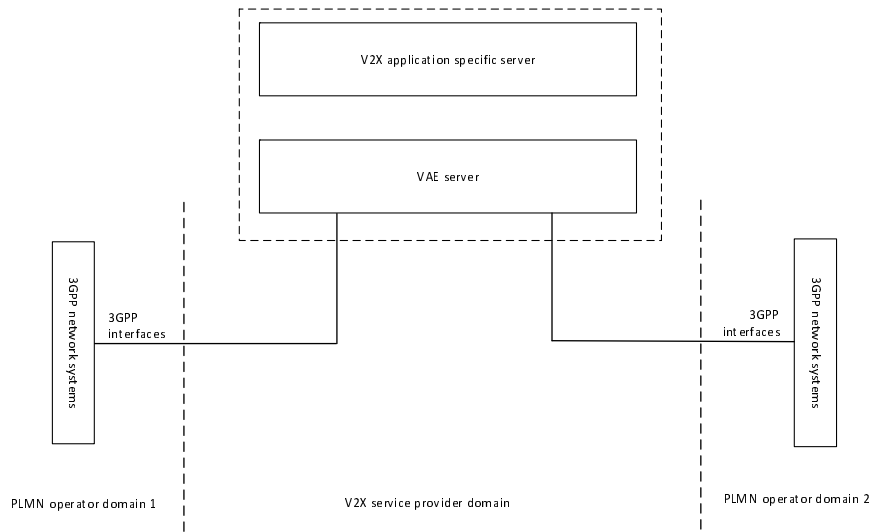 V2X application specific server
VAE server
3GPP network systems
3GPP
interfaces
3GPP
interfaces
3GPP network systems
PLMN operator domain 1
V2X service provider domain
PLMN operator domain 2